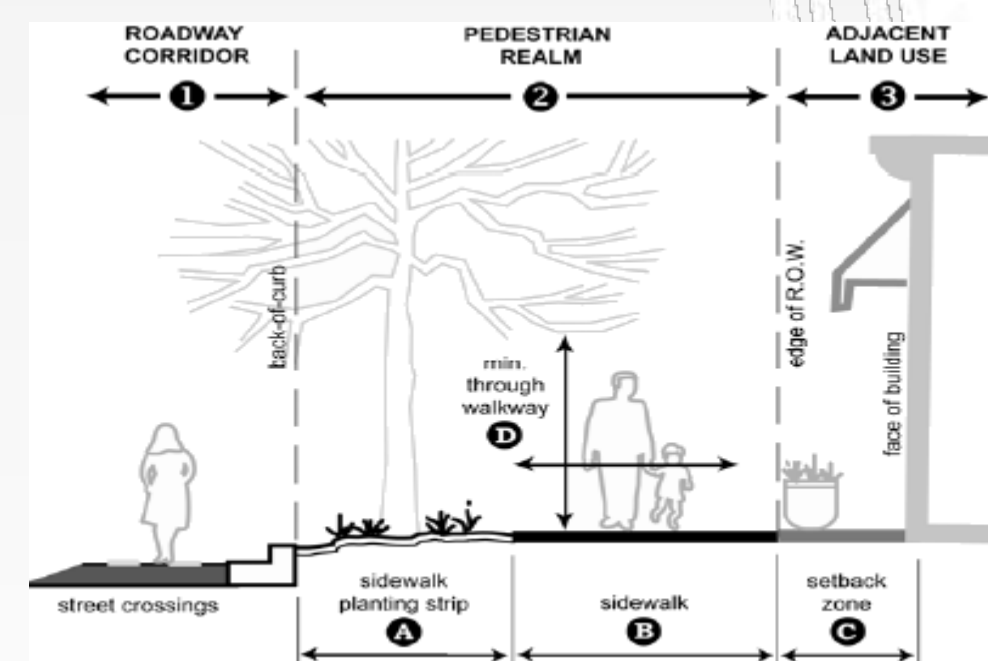 ROADWAY
CORRIDOR
PEDESTRIAN
REALM
ADJACENT
LAND USE
1
2
3
back-of-curb
edge of R.O.W.
face of building
min.
through
walkway
D
street crossings
sidewalk
planting strip
A
sidewalk
B
setback
zone
C